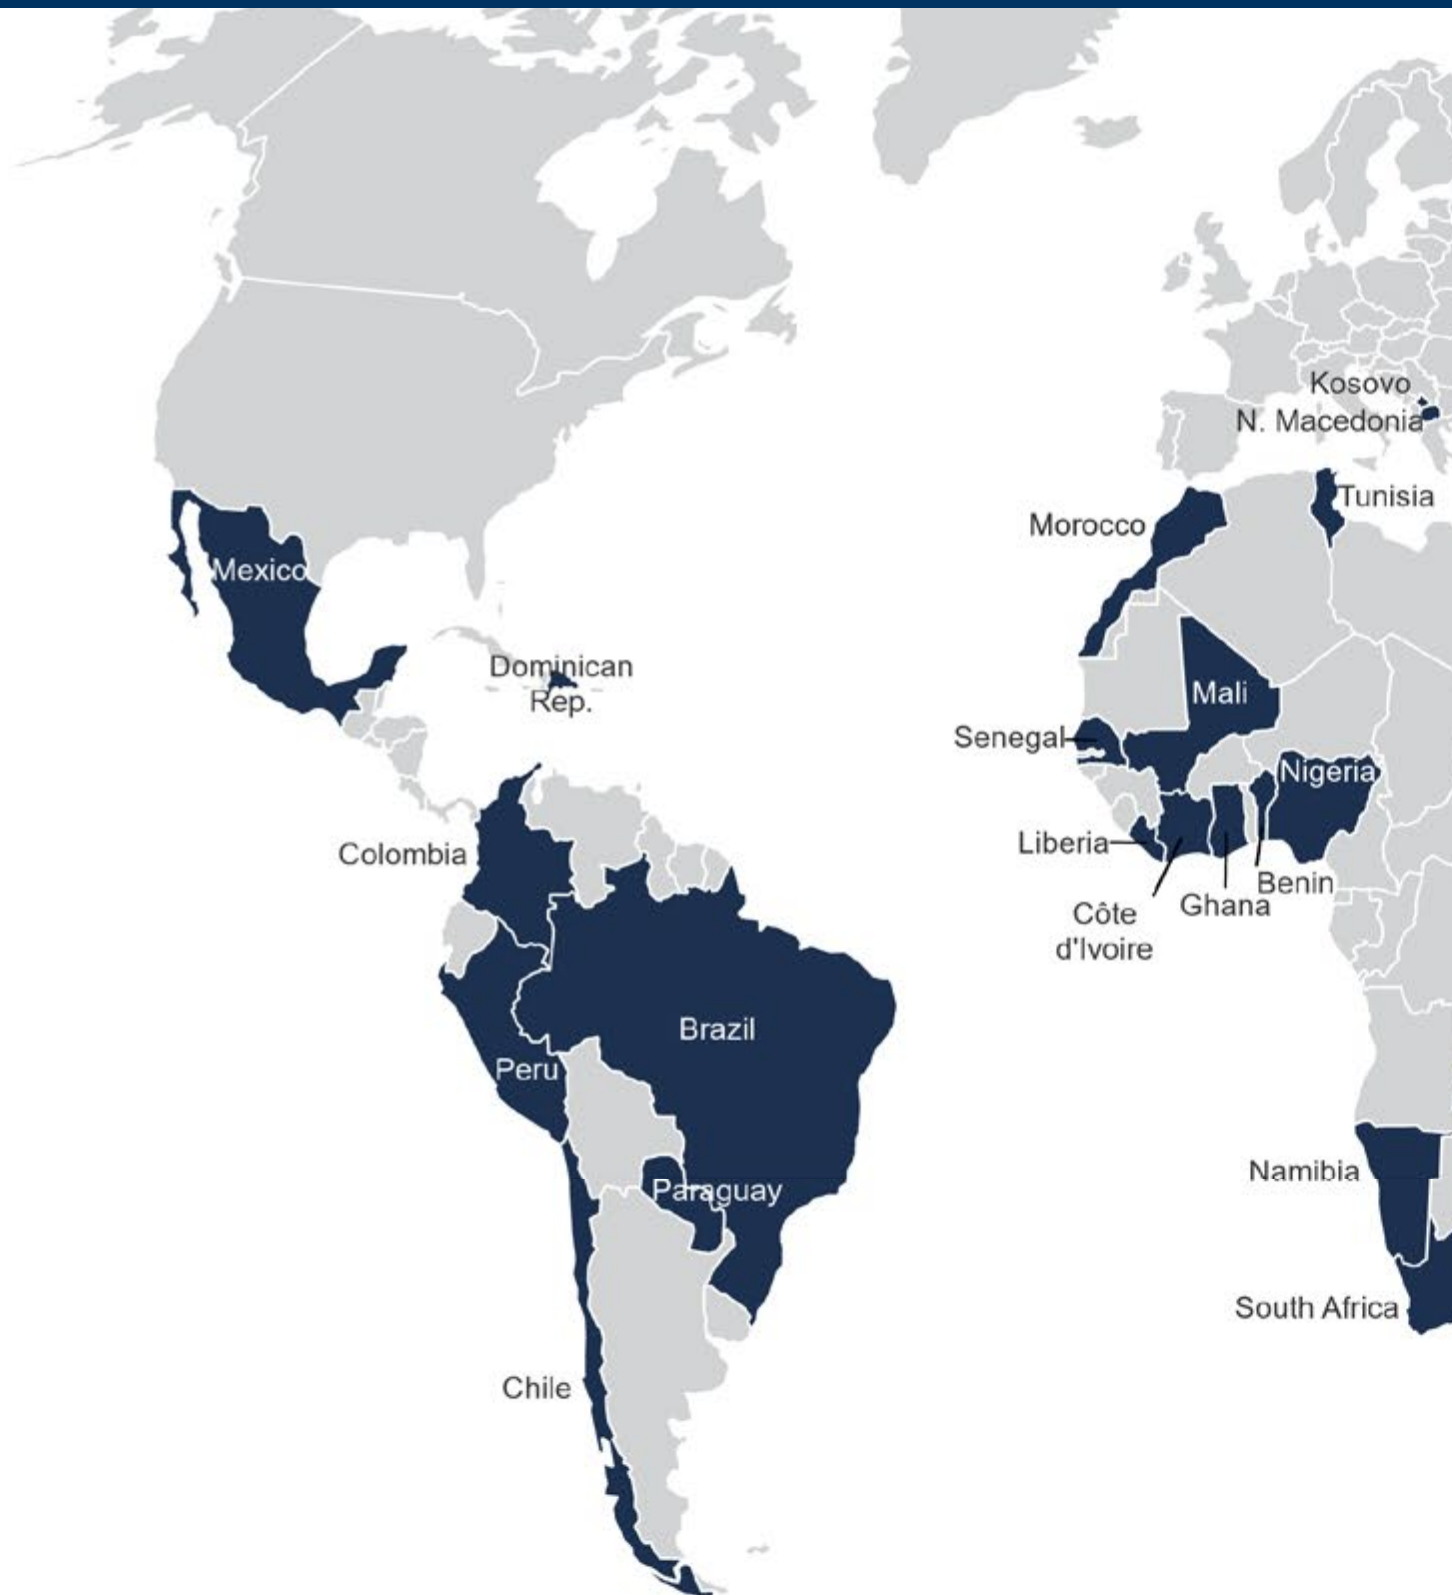 Kosovo
N. Macedonia
Tunisia
Morocco
Mexico
Dominican
Rep.
Mali
Senegal
Nigeria
Liberia
Colombia
Benin
Ghana
Côte
d'Ivoire
Brazil
Peru
Namibia
Paraguay
South Africa
Chile